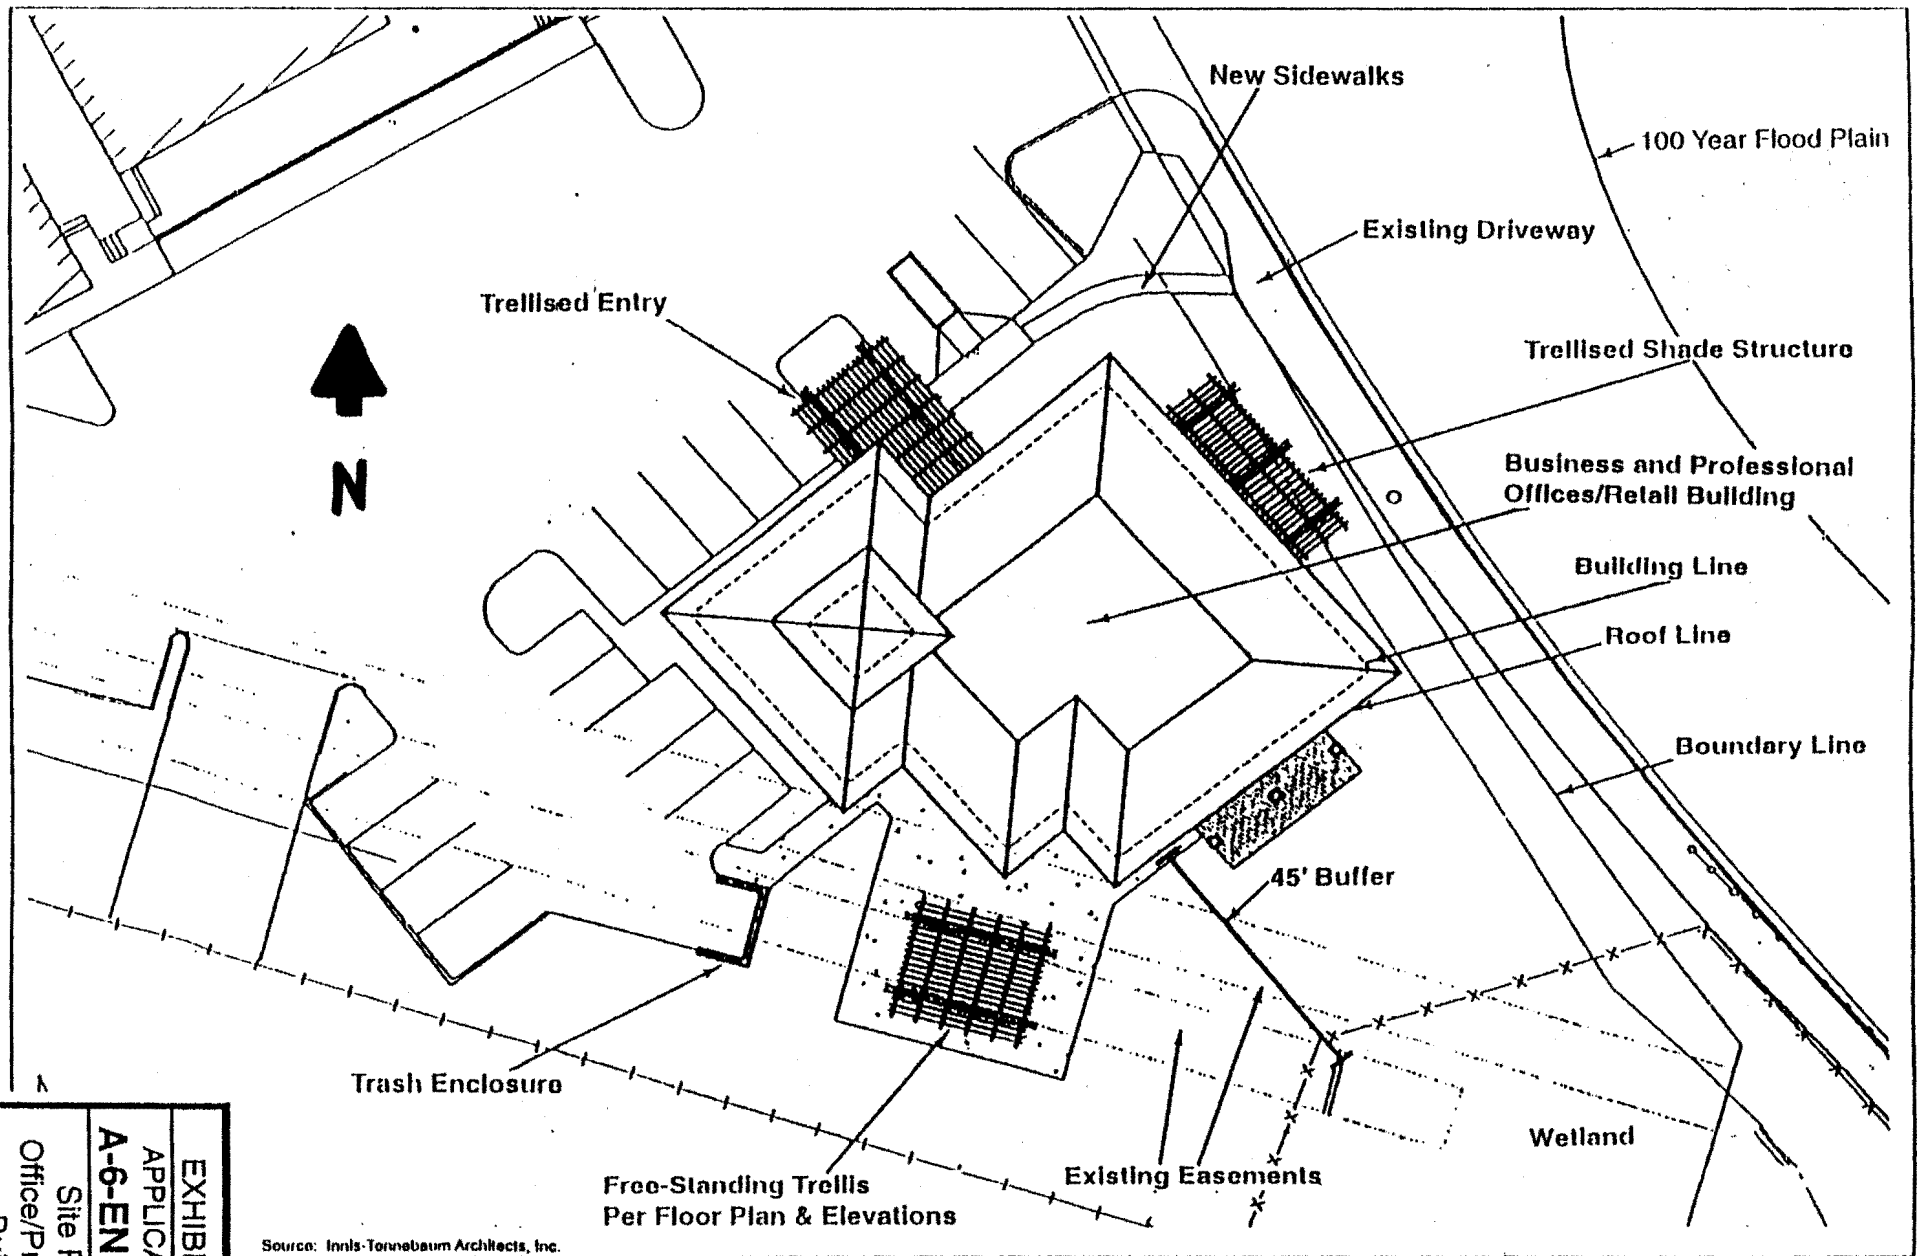 New Sidewalks
100 Year Flood Plain
Existing Driveway
Trellised Entry
Trellised Shade Structure
N
Business and Professional
Offices/Retail Building
Building Line
Roof Line
Boundary Line
45' Buffer
Trash Enclosure
Wetland
Existing Easements
Free-Standing Trellis
Per Floor Plan & Elevations
Source: Innis-Tonnebaum Architects, Inc.
EXHIB
APPLICA
A-6-EN
Site
Office/P